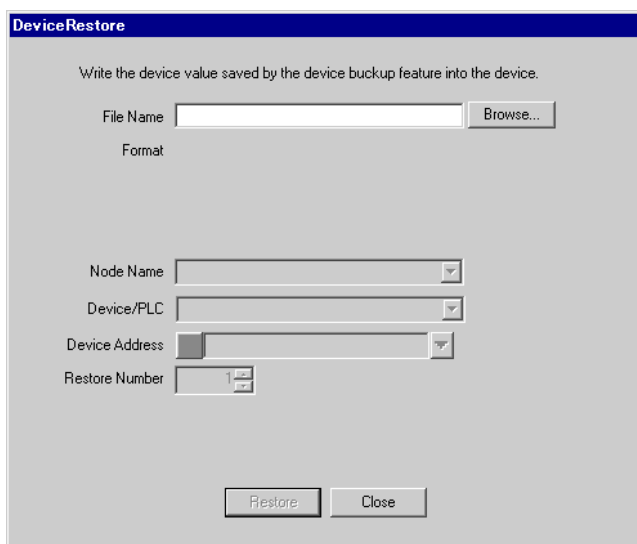 DeviceRestore
Write the device value saved by the device buckup feature into the device.
File Name Browse...
Format
Node Name
Device/PLC
Device Address
Restore Number 1
Restore Close